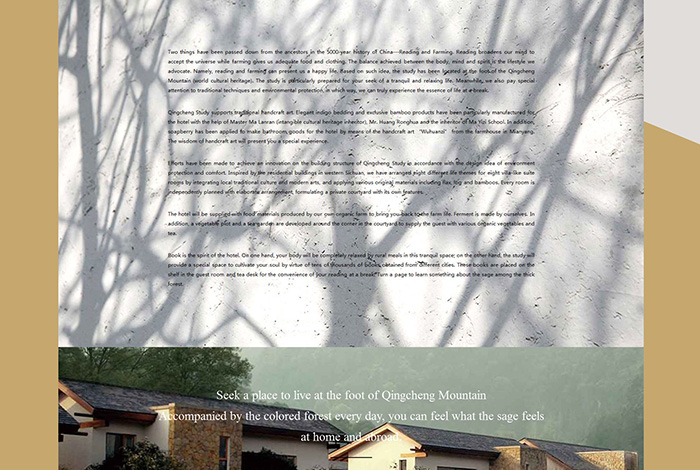 Two things have been passed down from the ancestors in the 5000-year history of China—Reading and Farming. Reading broadens our mind to
accept the universe while farming gives us adequate food and clothing. The balance achieved between the body, mind and spirit is the lifestyle we
advocate. Namely, reading and farming can present us a happy life. Based on such idea, the study has been located at the foot of the Qingcheng
Mountain (world cultural heritage). The study is particularly prepared for your seek of a tranquil and relaxing life. Meanwhile, we also pay special
attention to traditional techniques and environmental protection, in which way, we can truly experience the essence of life at a break.
Qingcheng Study supports traditional handcraft art. Elegant indigo bedding and exclusive bamboo products have been particularly manufactured for
the hotel with the help of Master Ma Lanran (intangible cultural heritage inheritor), Mr. Huang Ronghua and the inheritor of Ma Yizi School. In addition,
soapberry has been applied to make bathroom goods for the hotel by means of the handcraft art “Wuhuanzi” from the farmhouse in Mianyang.
The wisdom of handcraft art will present you a special experience.
Efforts have been made to achieve an innovation on the building structure of Qingcheng Study in accordance with the design idea of environment
protection and comfort. Inspired by the residential buildings in western Sichuan, we have arranged eight different life themes for eight villa-like suite
rooms by integrating local traditional culture and modern arts, and applying various original materials including flax, log and bamboos. Every room is
independently planned with elaborate arrangement, formulating a private courtyard with its own features.
The hotel will be supplied with food materials produced by our own organic farm to bring you back to the farm life. Ferment is made by ourselves. In
addition, a vegetable plot and a tea garden are developed around the corner in the courtyard to supply the guest with various organic vegetables and
tea.
Book is the spirit of the hotel. On one hand, your body will be completely relaxed by rural meals in this tranquil space; on the other hand, the study will
provide a special space to cultivate your soul by virtue of tens of thousands of books obtained from different cities. These books are placed on the
shelf in the guest room and tea desk for the convenience of your reading at a break. Turn a page to learn something about the sage among the thick
forest.
Seek a place to live at the foot of Qingcheng Mountain
Accompanied by the colored forest every day, you can feel what the sage feels
at home and abroad.